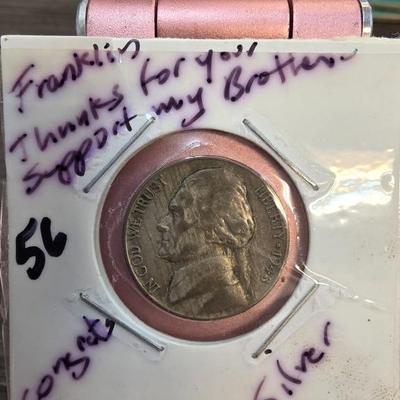 Franklin
Thanks for your
Support my Brother
56
IN GOD WE TRUST
LIBERTY
congrats
Silver